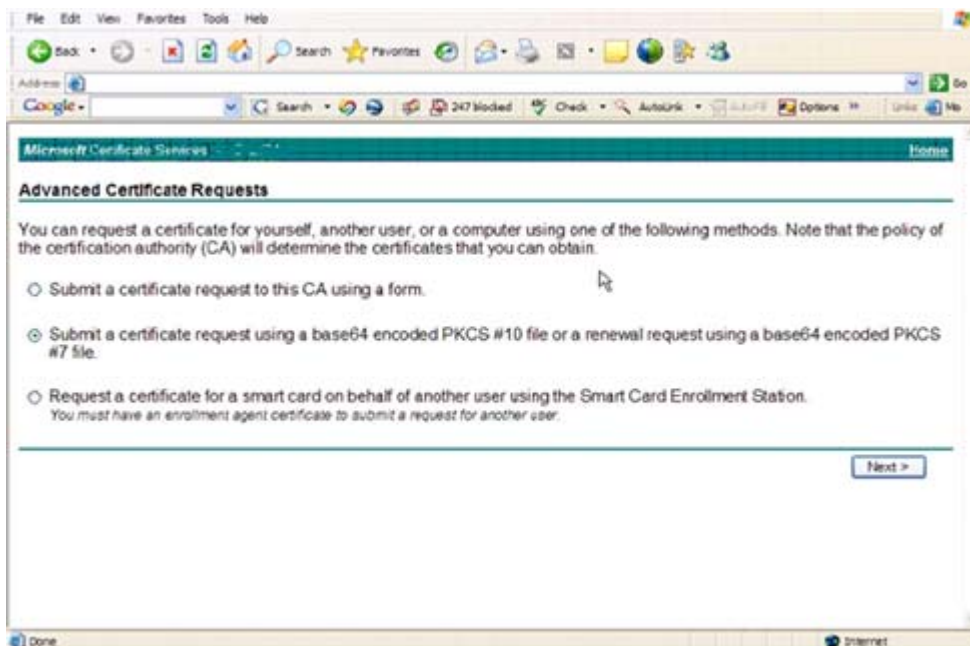 File Edit View Favorites Tools Help
Back Search Favorites
Address Go
Google Search 247 blocked Check AutoLink AutoFill Options Links
Microsoft Certificate Services Home
Advanced Certificate Requests
You can request a certificate for yourself, another user, or a computer using one of the following methods. Note that the policy of
the certification authority (CA) will determine the certificates that you can obtain.
Submit a certificate request to this CA using a form.
Submit a certificate request using a base64 encoded PKCS #10 file or a renewal request using a base64 encoded PKCS
#7 file.
Request a certificate for a smart card on behalf of another user using the Smart Card Enrollment Station.
You must have an enrollment agent certificate to submit a request for another user.
Next >
Done Internet